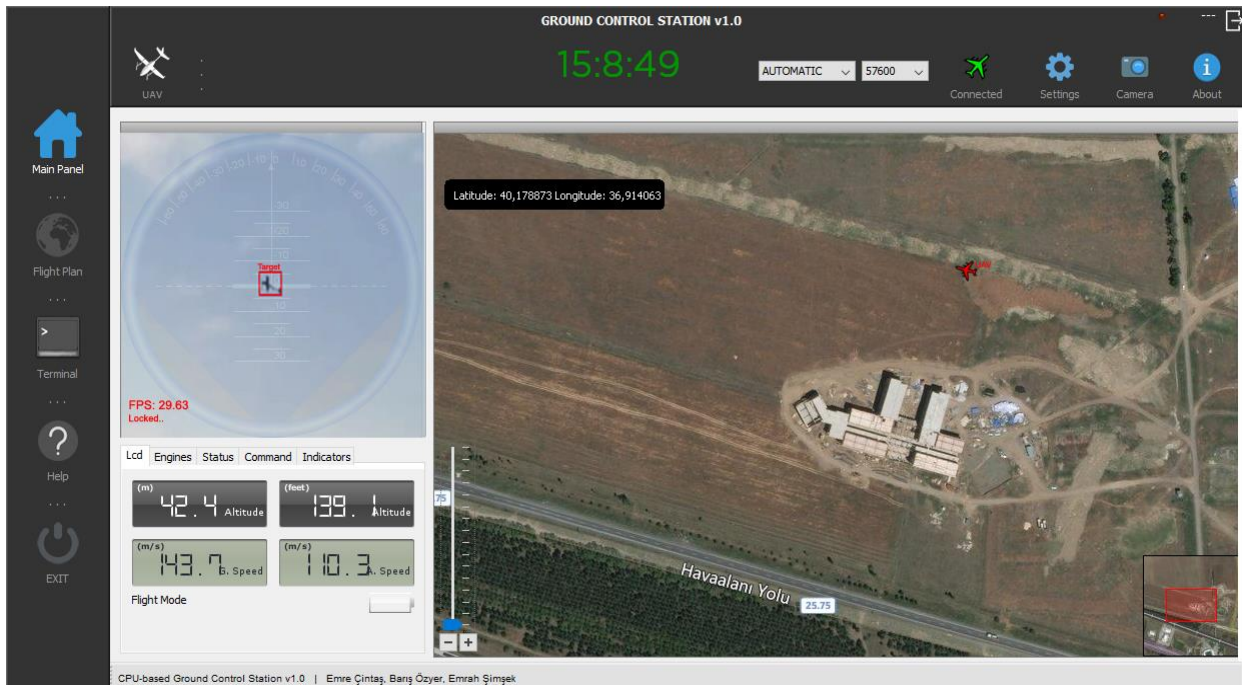 GROUND CONTROL STATION v1.0
---
UAV
15:8:49
AUTOMATIC
57600
Connected
Settings
Camera
About
Main Panel
...
Flight Plan
...
>
Terminal
...
?
Help
...
EXIT
Target
FPS: 29.63
Locked..
Latitude: 40,178873 Longitude: 36,914063
Lcd Engines Status Command Indicators
(m) 42.4 Altitude
(feet) 139.1 Altitude
(m/s) 143.7 G. Speed
(m/s) 110.3 A. Speed
Flight Mode
75
Havaalanı Yolu
25.75
- +
CPU-based Ground Control Station v1.0 | Emre Çintaş, Barış Özyer, Emrah Şimşek